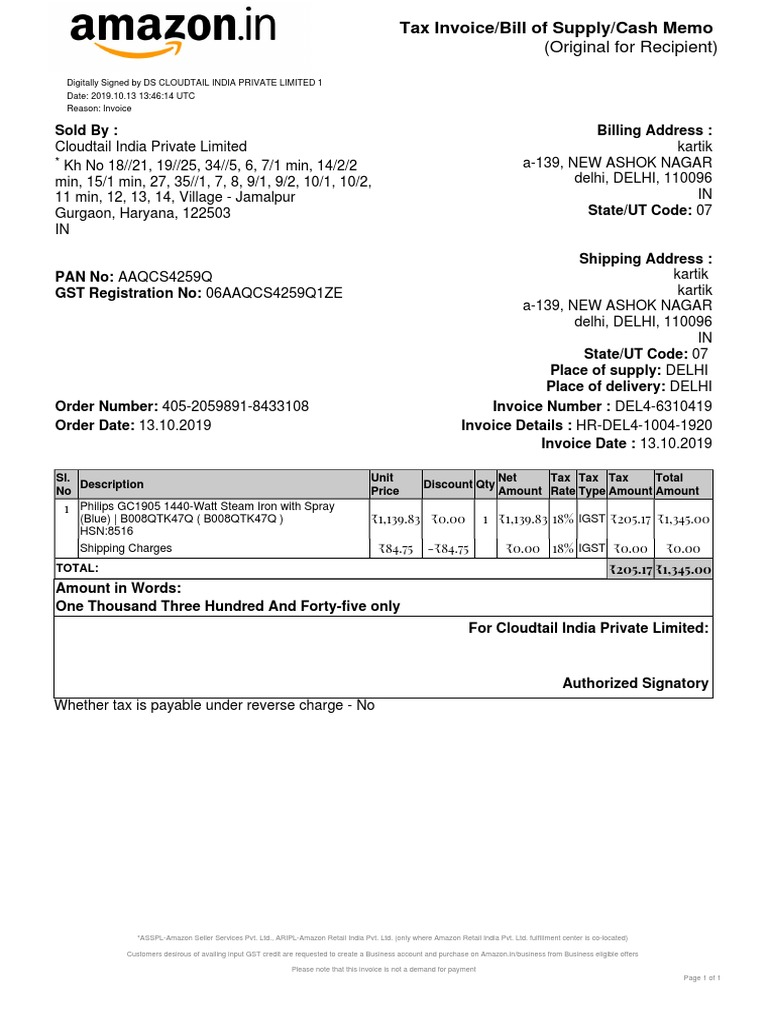 amazon.in
Tax Invoice/Bill of Supply/Cash Memo
(Original for Recipient)
Digitally Signed by DS CLOUDTAIL INDIA PRIVATE LIMITED 1
Date: 2019.10.13 13:46:14 UTC
Reason: Invoice
Sold By :
Cloudtail India Private Limited
* Kh No 18//21, 19//25, 34//5, 6, 7/1 min, 14/2/2
min, 15/1 min, 27, 35//1, 7, 8, 9/1, 9/2, 10/1, 10/2,
11 min, 12, 13, 14, Village - Jamalpur
Gurgaon, Haryana, 122503
IN
Billing Address :
kartik
a-139, NEW ASHOK NAGAR
delhi, DELHI, 110096
IN
State/UT Code: 07
PAN No: AAQCS4259Q
GST Registration No: 06AAQCS4259Q1ZE
Shipping Address :
kartik
kartik
a-139, NEW ASHOK NAGAR
delhi, DELHI, 110096
IN
State/UT Code: 07
Place of supply: DELHI
Place of delivery: DELHI
Order Number: 405-2059891-8433108
Order Date: 13.10.2019
Invoice Number : DEL4-6310419
Invoice Details : HR-DEL4-1004-1920
Invoice Date : 13.10.2019
Sl. No Description Unit Price Discount Qty Net Amount Tax Rate Tax Type Tax Amount Total Amount
1 Philips GC1905 1440-Watt Steam Iron with Spray
(Blue) | B008QTK47Q ( B008QTK47Q ) ₹1,139.83 ₹0.00 1 ₹1,139.83 18% IGST ₹205.17 ₹1,345.00
HSN:8516
Shipping Charges ₹84.75 -₹84.75 ₹0.00 18% IGST ₹0.00 ₹0.00
TOTAL: ₹205.17 ₹1,345.00
Amount in Words:
One Thousand Three Hundred And Forty-five only
For Cloudtail India Private Limited:
Authorized Signatory
Whether tax is payable under reverse charge - No
*ASSPL-Amazon Seller Services Pvt. Ltd., ARIPL-Amazon Retail India Pvt. Ltd. (only where Amazon Retail India Pvt. Ltd. fulfillment center is co-located)
Customers desirous of availing input GST credit are requested to create a Business account and purchase on Amazon.in/business from Business eligible offers
Please note that this invoice is not a demand for payment
Page 1 of 1